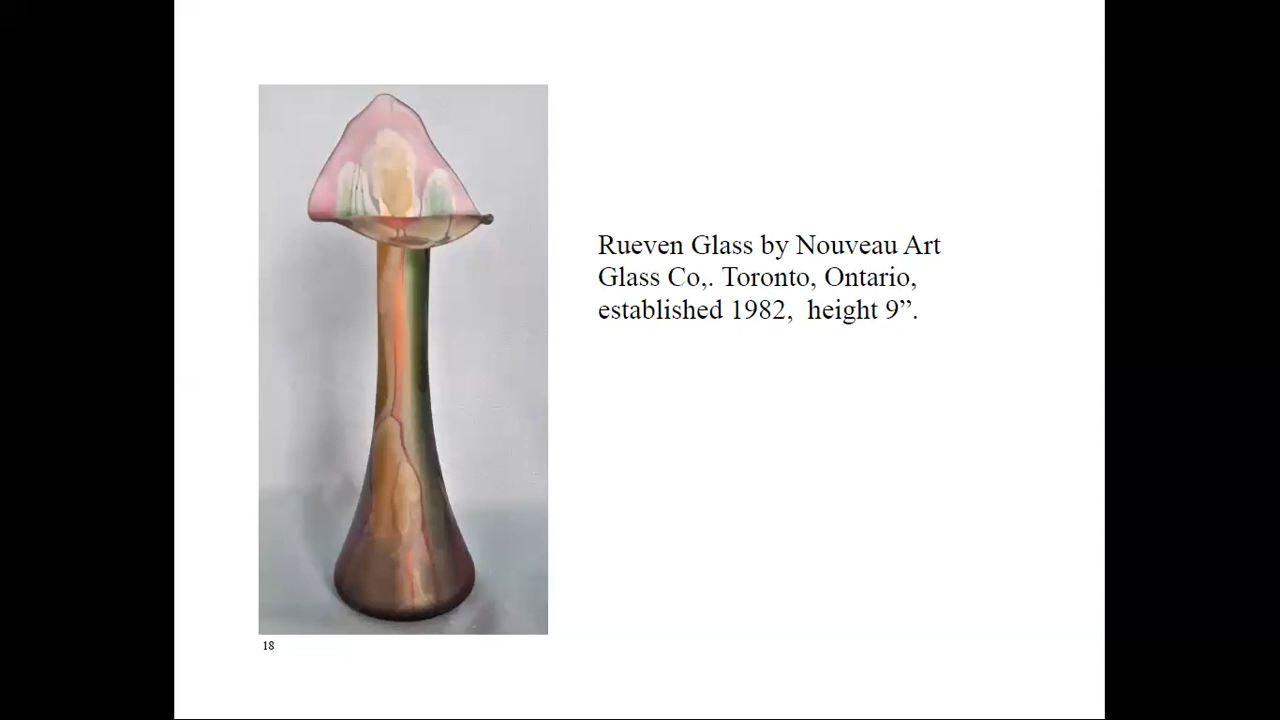 Rueven Glass by Nouveau Art
Glass Co,. Toronto, Ontario,
established 1982,  height 9”.
18